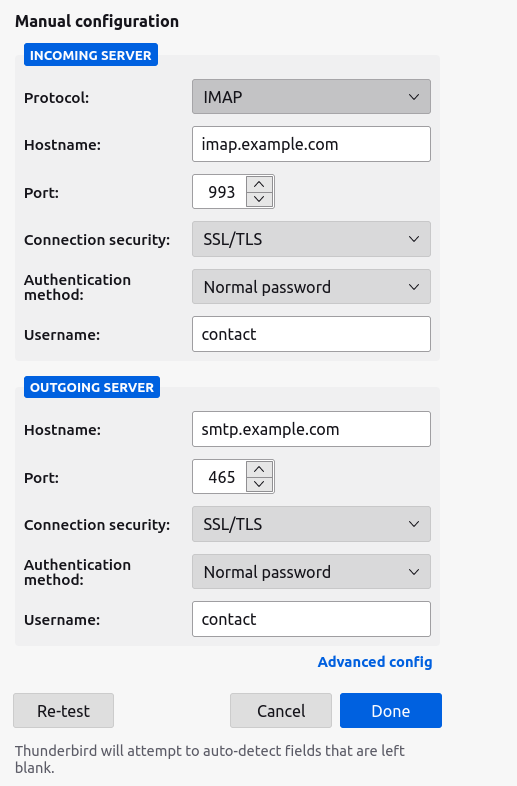 Manual configuration
INCOMING SERVER
Protocol: IMAP
Hostname: imap.example.com
Port: 993
Connection security: SSL/TLS
Authentication
method: Normal password
Username: contact
OUTGOING SERVER
Hostname: smtp.example.com
Port: 465
Connection security: SSL/TLS
Authentication
method: Normal password
Username: contact
Advanced config
Re-test Cancel Done
Thunderbird will attempt to auto-detect fields that are left
blank.